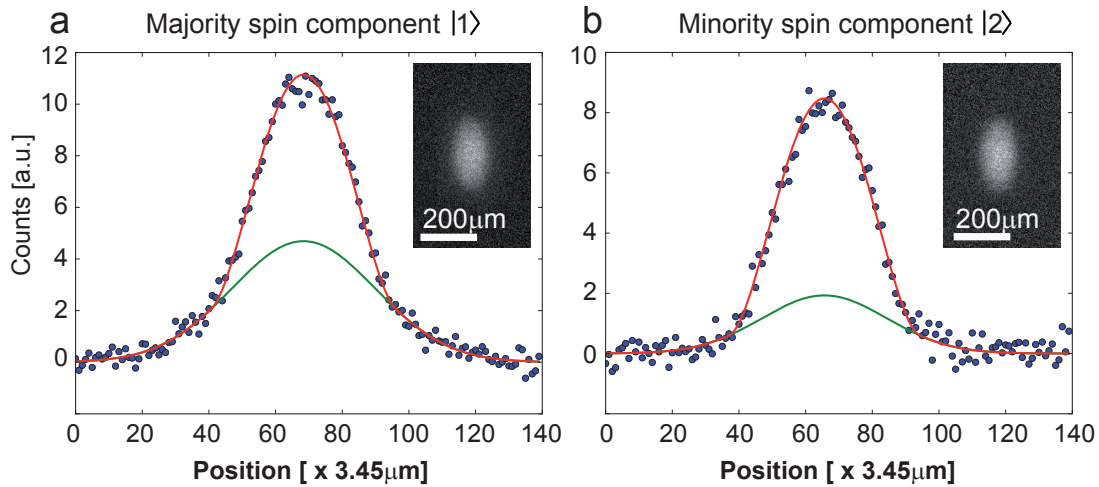 a Majority spin component |1⟩
12
10
8
6
4
2
0
Counts [a.u.]
200μm
0 20 40 60 80 100 120 140
Position [ x 3.45μm]
b Minority spin component |2⟩
10
8
6
4
2
0
2
200μm
0 20 40 60 80 100 120 140
Position [ x 3.45μm]